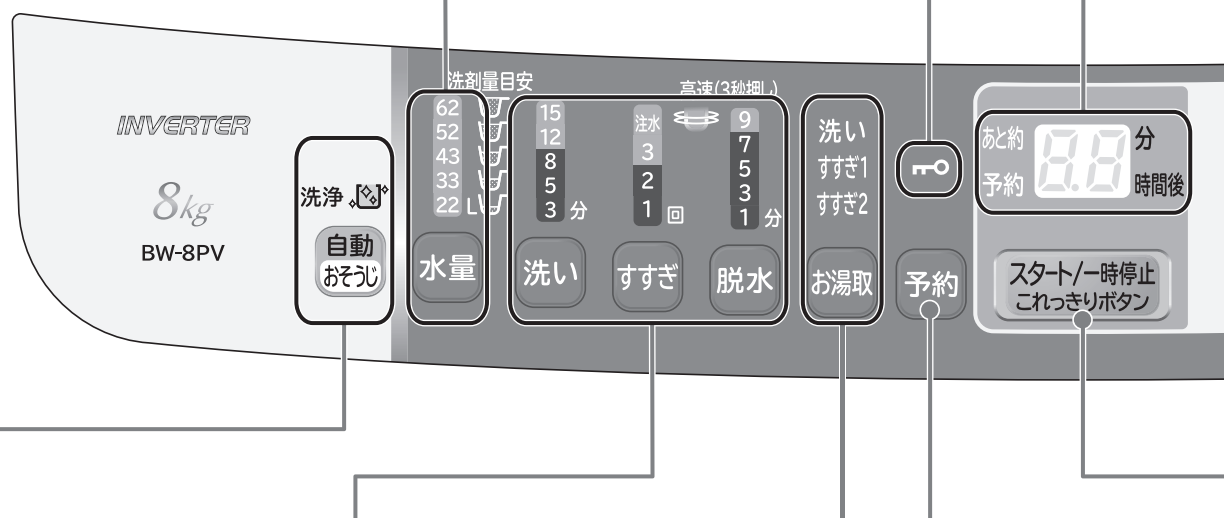 INVERTER
8kg
BW-8PV
洗浄
自動
おそうじ
洗剤量目安
62
52
43
33
22 L
水量
15
12
8
5
3 分
洗い
注水
3
2
1 回
すすぎ
高速(3秒押し)
9
7
5
3
1 分
脱水
洗い
すすぎ1
すすぎ2
お湯取
予約
あと約 8.8 分
予約 時間後
スタート/一時停止
これっきりボタン